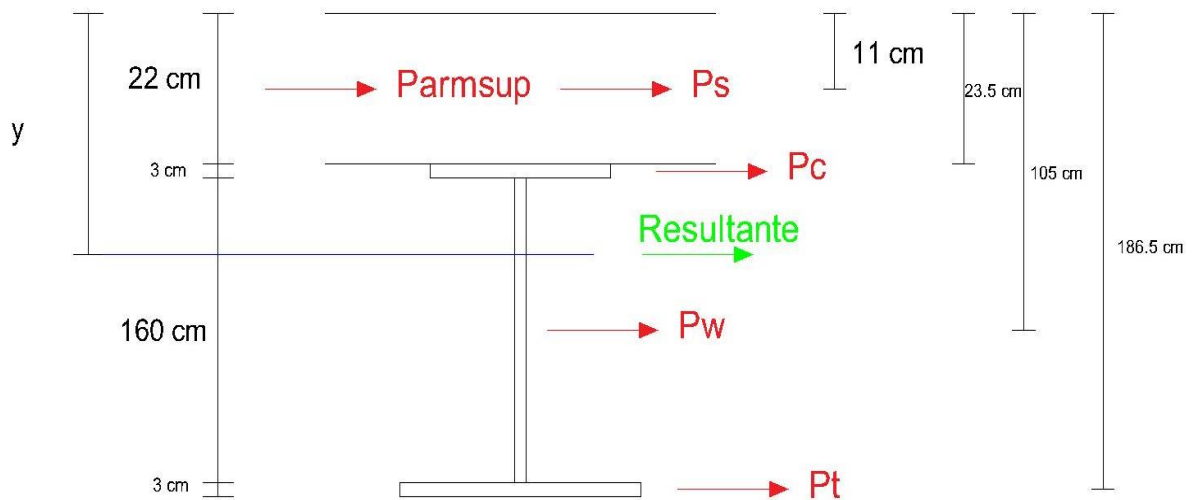 11 cm
22 cm
Parmsup
Ps
23.5 cm
y
3 cm
Pc
105 cm
Resultante
186.5 cm
160 cm
Pw
3 cm
Pt